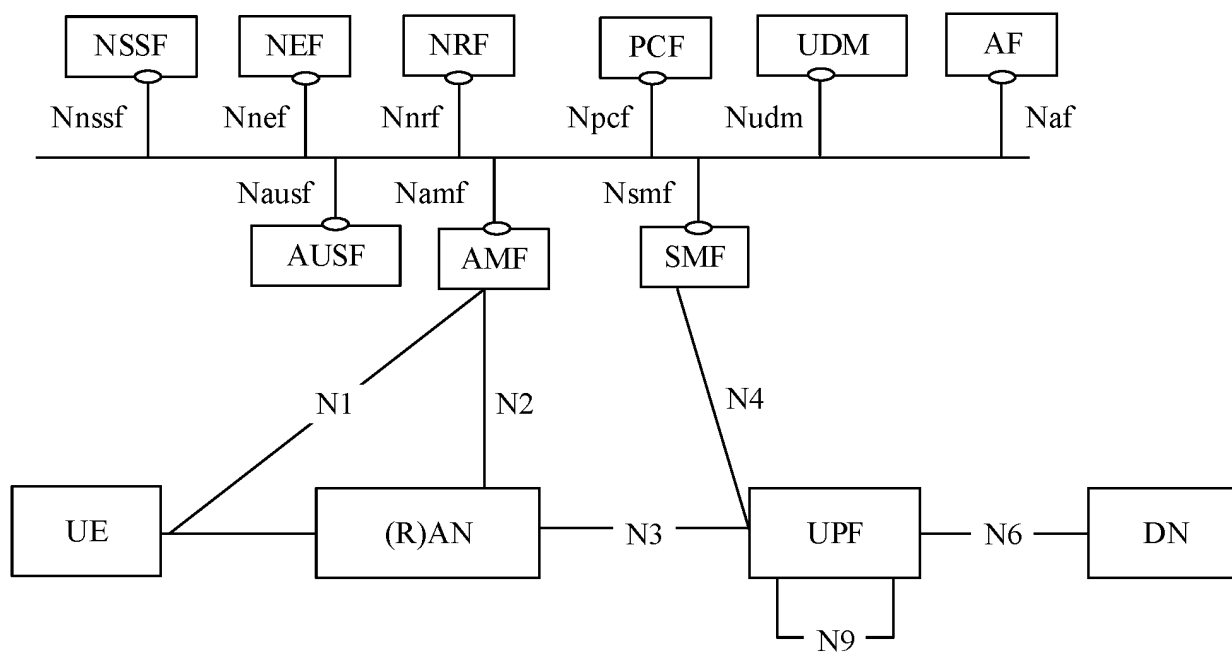 NSSF NEF NRF PCF UDM AF
Nnssf Nnef Nnrf Npcf Nudm Naf
Nausf Namf Nsmf
AUSF AMF SMF
N1 N2 N4
UE (R)AN N3 UPF N6 DN
N9